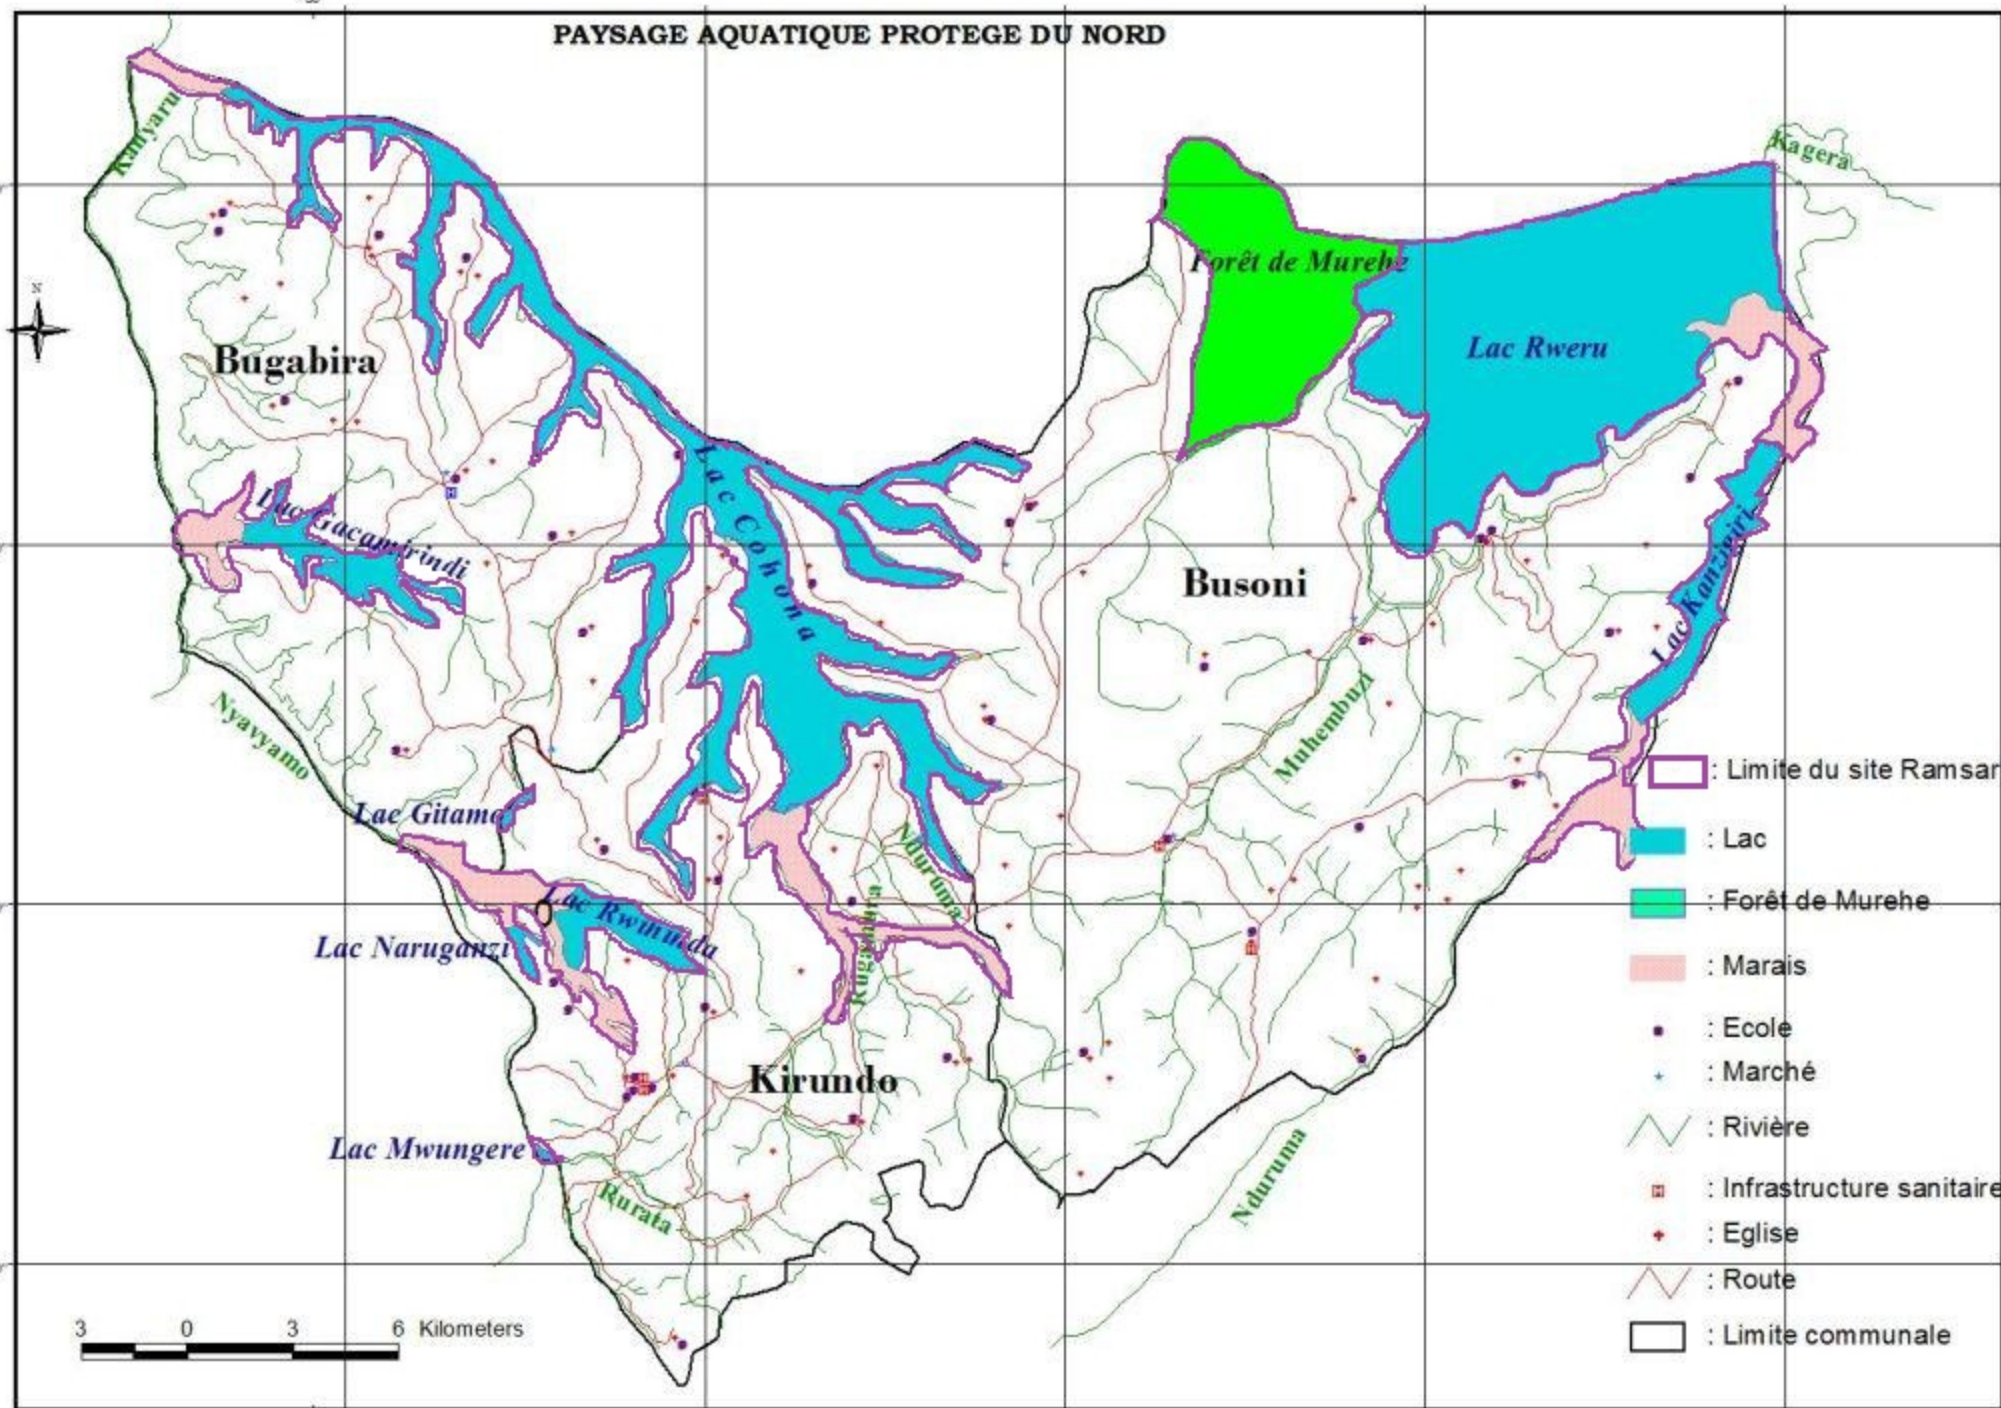 PAYSAGE AQUATIQUE PROTEGE DU NORD
Kanyaru
Kagera
Forêt de Murehe
Lac Rweru
N
Bugabira
Lac Cohoha
Lac Gacamirindi
Lac Kanzigiri
Busoni
Nyavyamo
Muhembuzi
Lac Gitamo
Nduruma
Lac Rwihinda
Lac Naruganzi
Kirundo
Lac Mwungere
Rurata
Nduruma
3 0 3 6 Kilometers
: Limite du site Ramsar
: Lac
: Forêt de Murehe
: Marais
: Ecole
: Marché
: Rivière
: Infrastructure sanitaire
: Eglise
: Route
: Limite communale